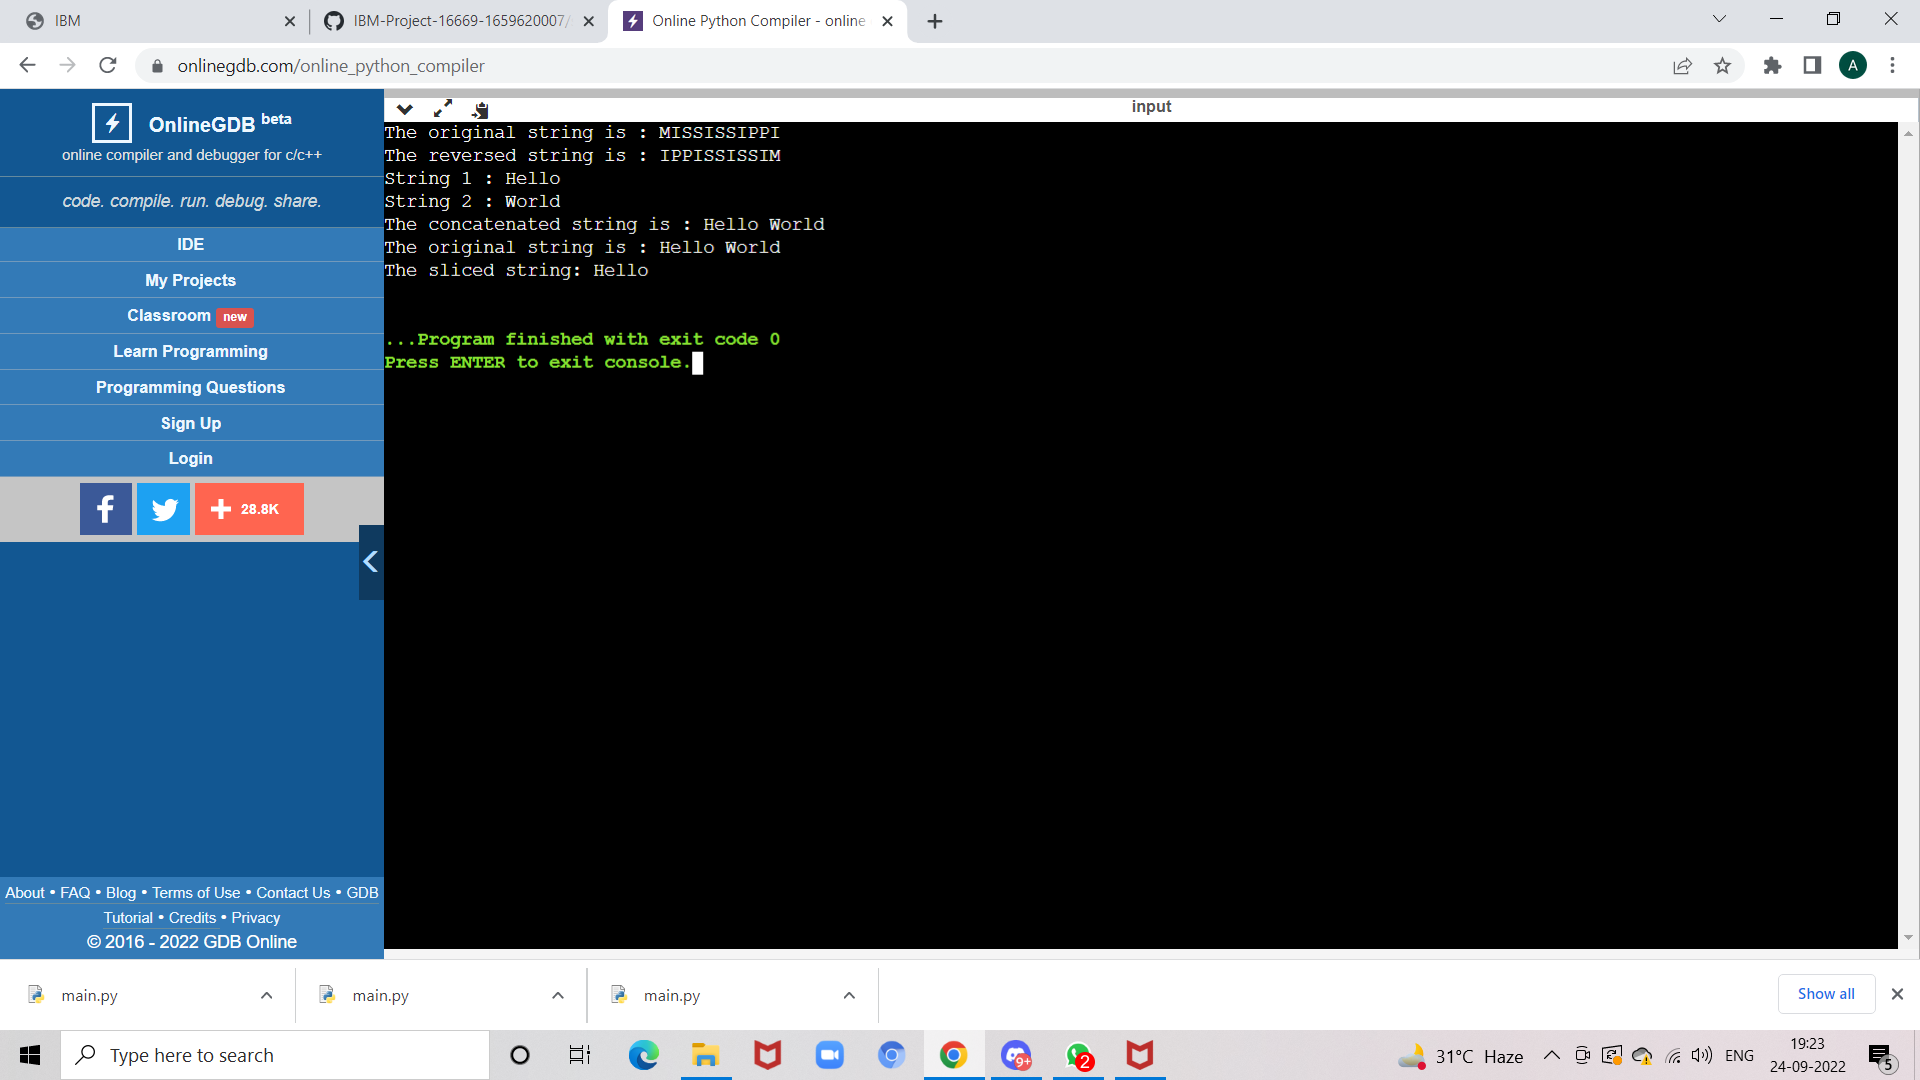 IBM
IBM-Project-16669-1659620007/
Online Python Compiler - online
onlinegdb.com/online_python_compiler
A
OnlineGDB beta
online compiler and debugger for c/c++
code. compile. run. debug. share.
IDE
My Projects
Classroom new
Learn Programming
Programming Questions
Sign Up
Login
28.8K
About • FAQ • Blog • Terms of Use • Contact Us • GDB
Tutorial • Credits • Privacy
© 2016 - 2022 GDB Online
input
The original string is : MISSISSIPPI
The reversed string is : IPPISSISSIM
String 1 : Hello
String 2 : World
The concatenated string is : Hello World
The original string is : Hello World
The sliced string: Hello
...Program finished with exit code 0
Press ENTER to exit console.
main.py
main.py
main.py
Show all
Type here to search
9+
2
31°C Haze
ENG
19:23
24-09-2022
5